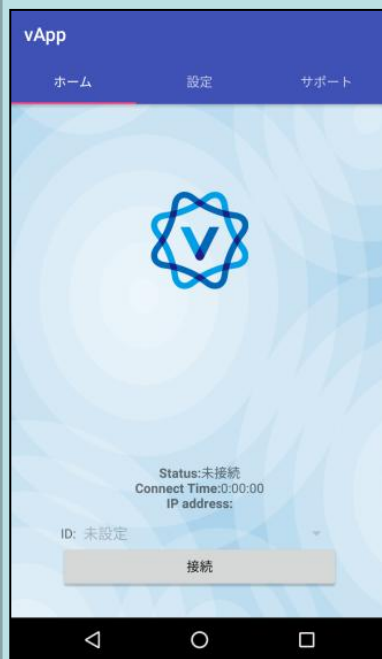 vApp
ホーム 設定 サポート
V
Status:未接続
Connect Time:0:00:00
IP address:
ID: 未設定
接続